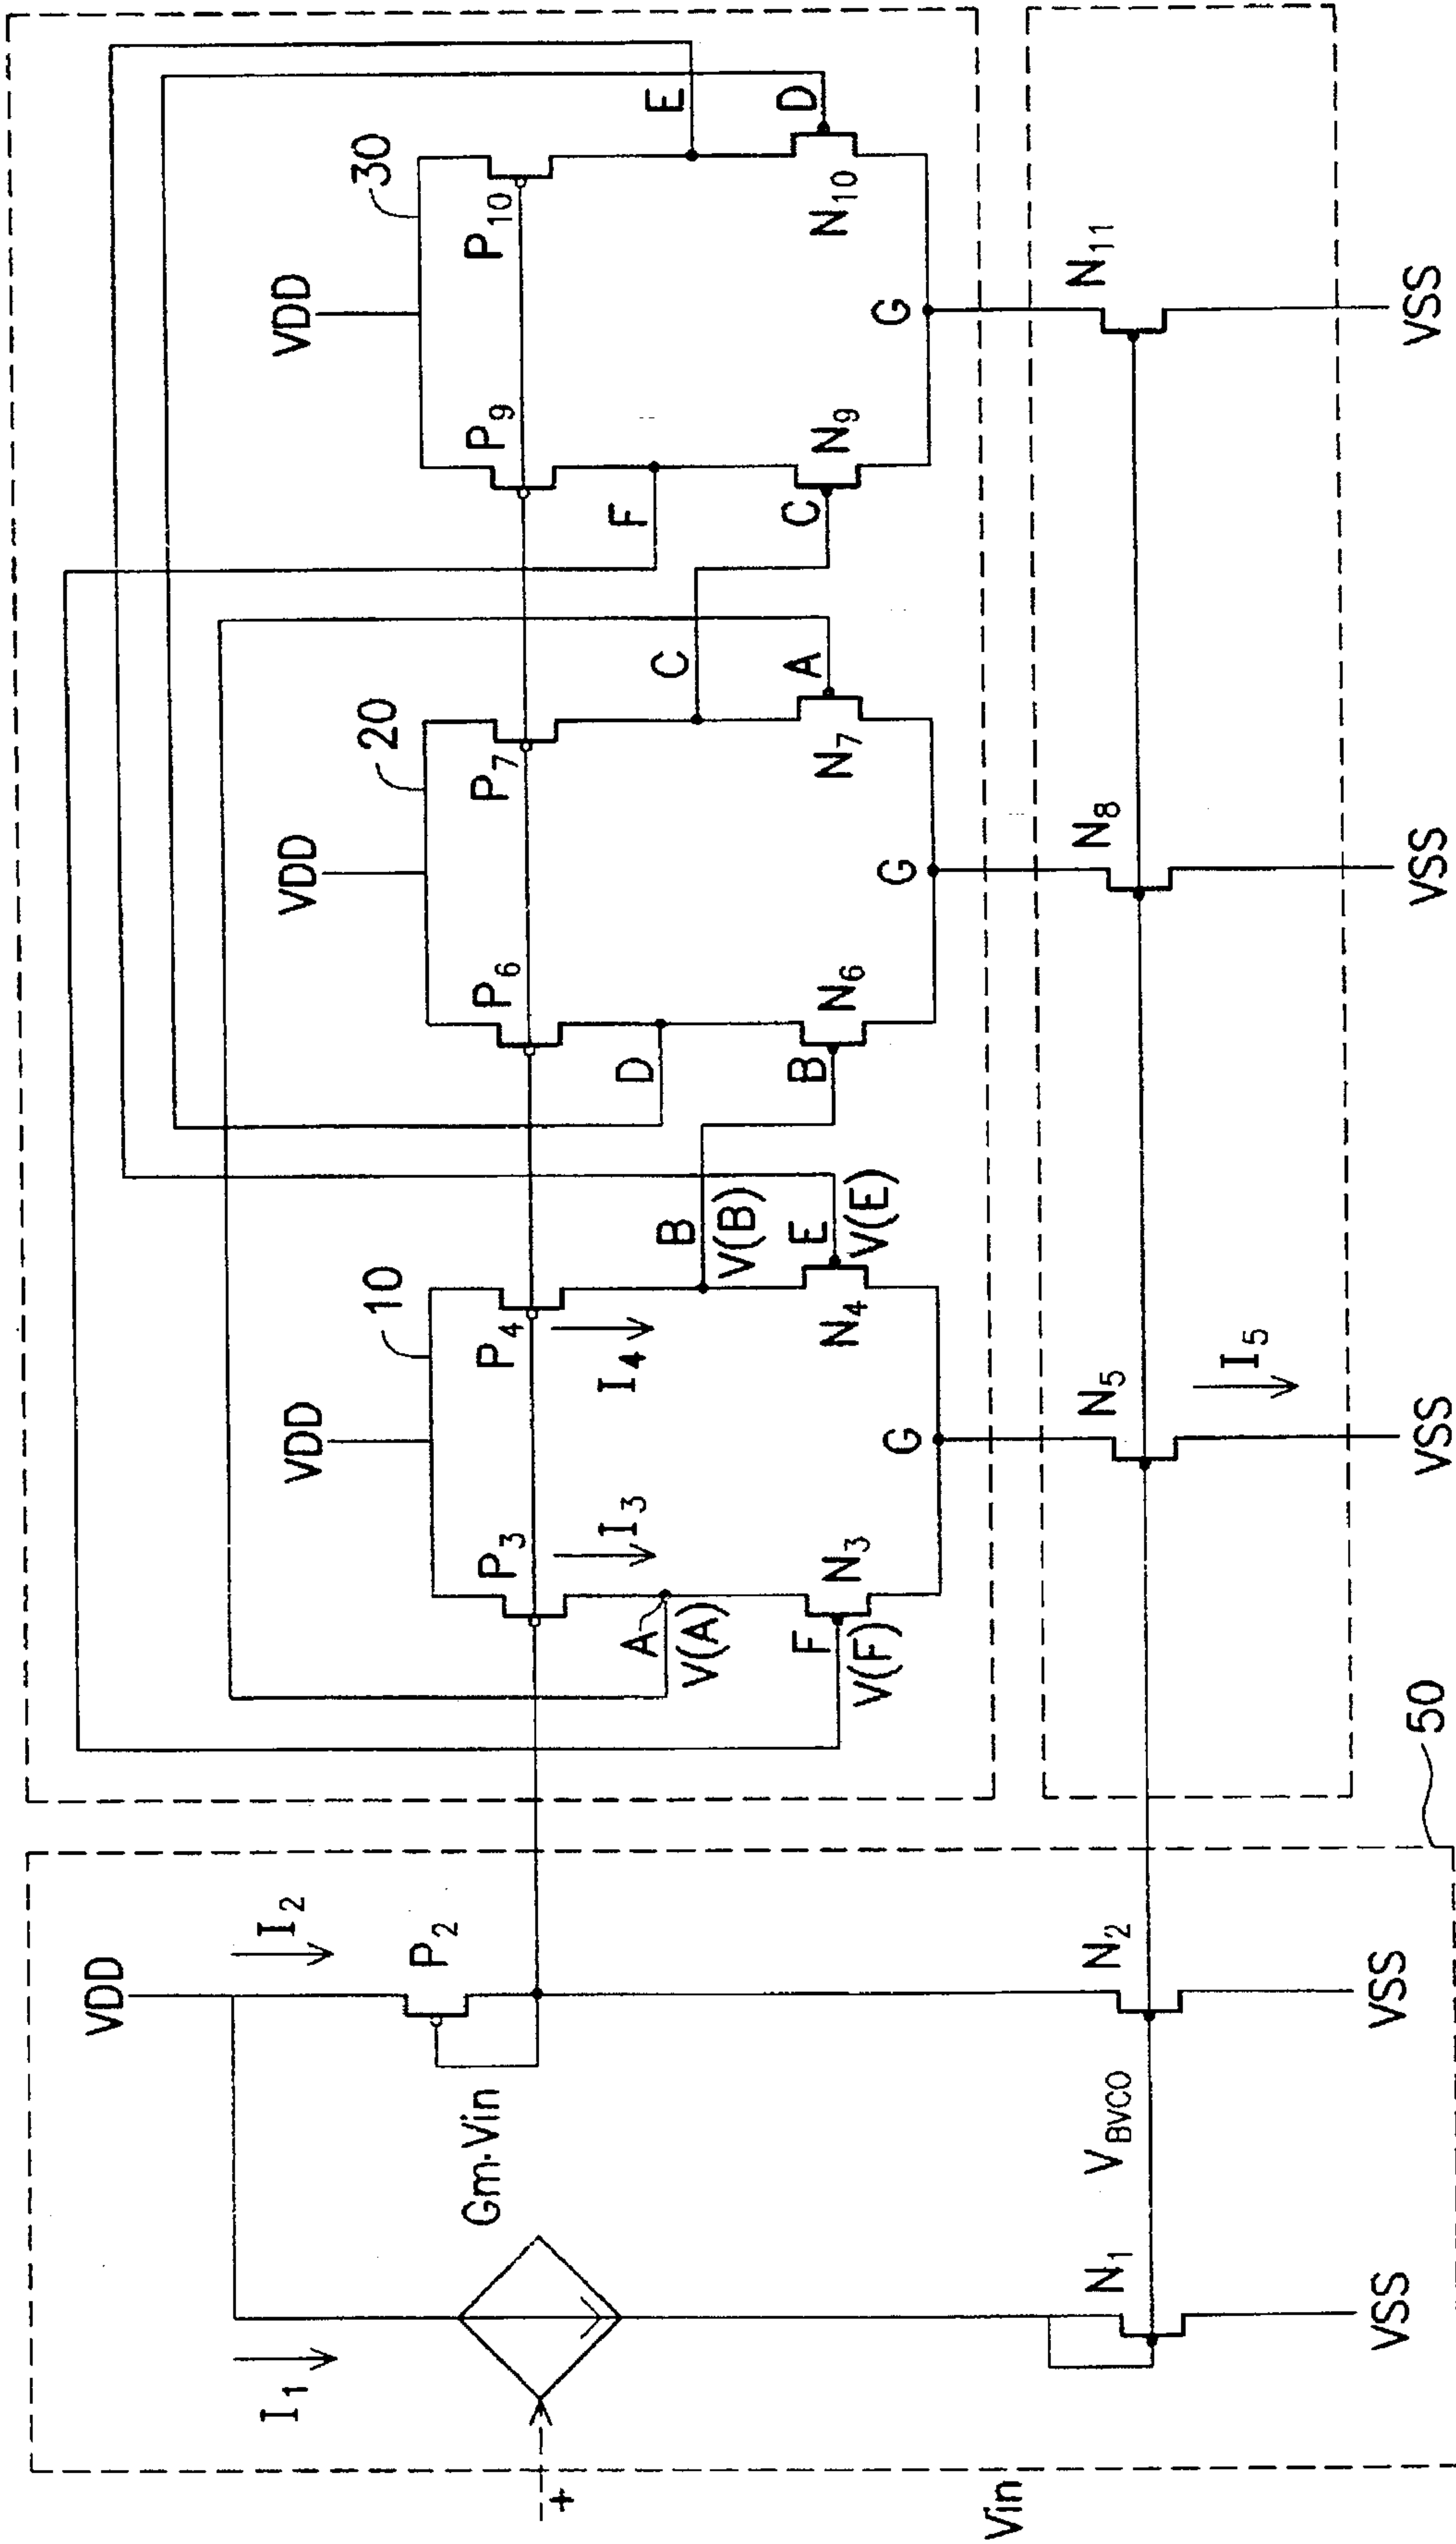 VDD
I1
I2
P2
Gm·Vin
+
Vin
N1
VBVCO
N2
VSS
VSS
50
10
VDD
P3
P4
I3
I4
A
V(A)
B
V(B)
F
V(F)
N3
E
V(E)
N4
G
N5
I5
VSS
20
VDD
P6
P7
D
C
B
N6
A
N7
G
N8
VSS
30
VDD
P9
P10
F
E
C
N9
D
N10
G
N11
VSS